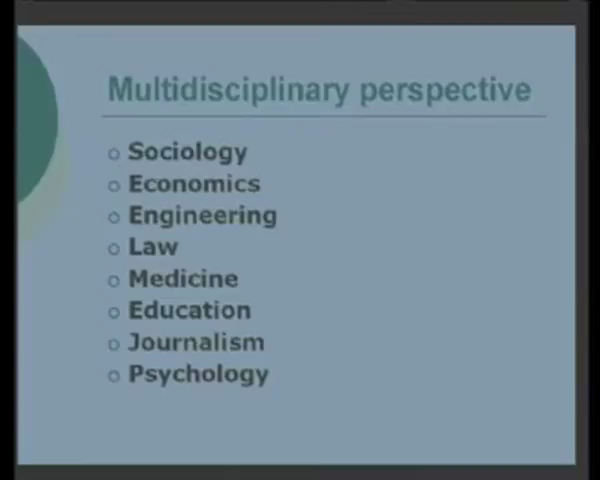 Multidisciplinary perspective
Sociology
Economics
Engineering
Law
Medicine
Education
Journalism
Psychology